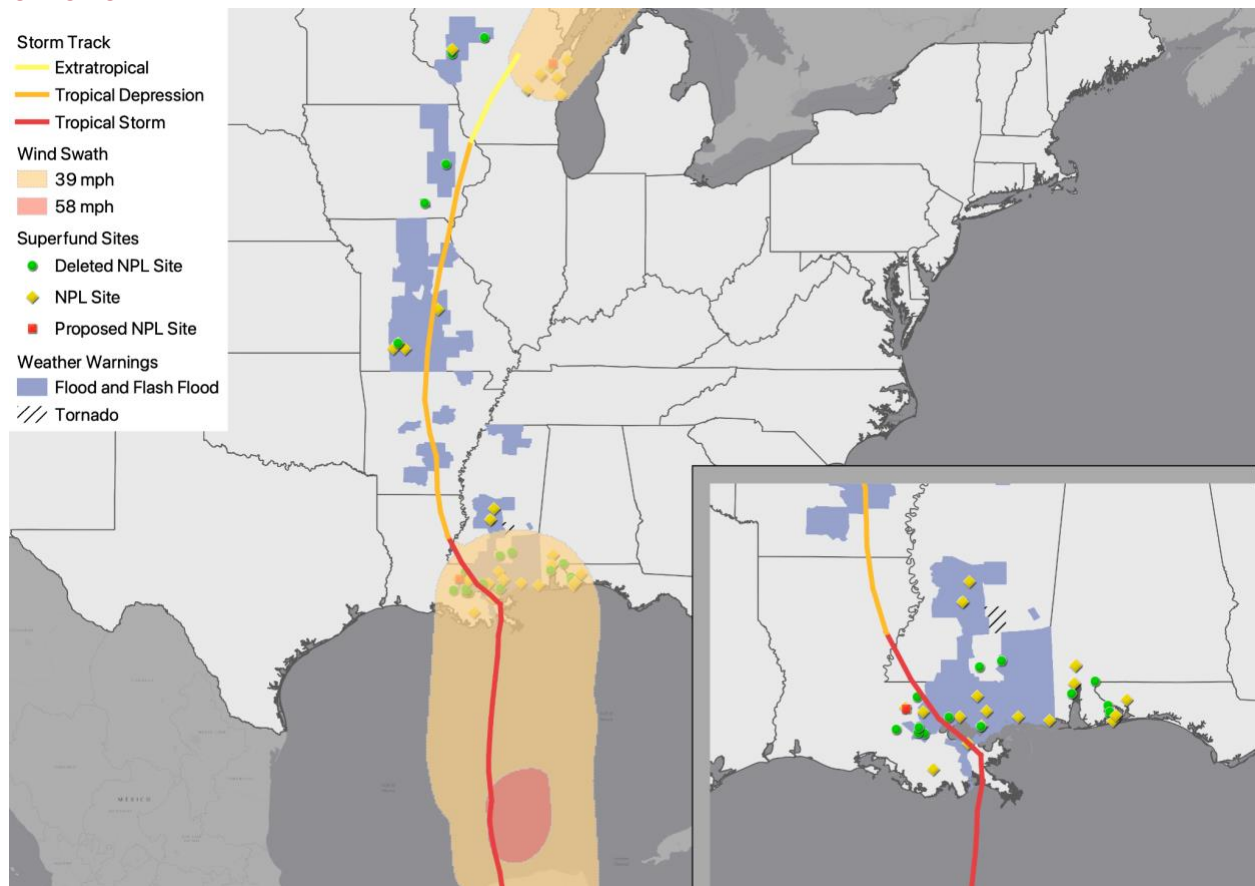 Storm Track
Extratropical
Tropical Depression
Tropical Storm
Wind Swath
39 mph
58 mph
Superfund Sites
Deleted NPL Site
NPL Site
Proposed NPL Site
Weather Warnings
Flood and Flash Flood
Tornado
MÉXICO